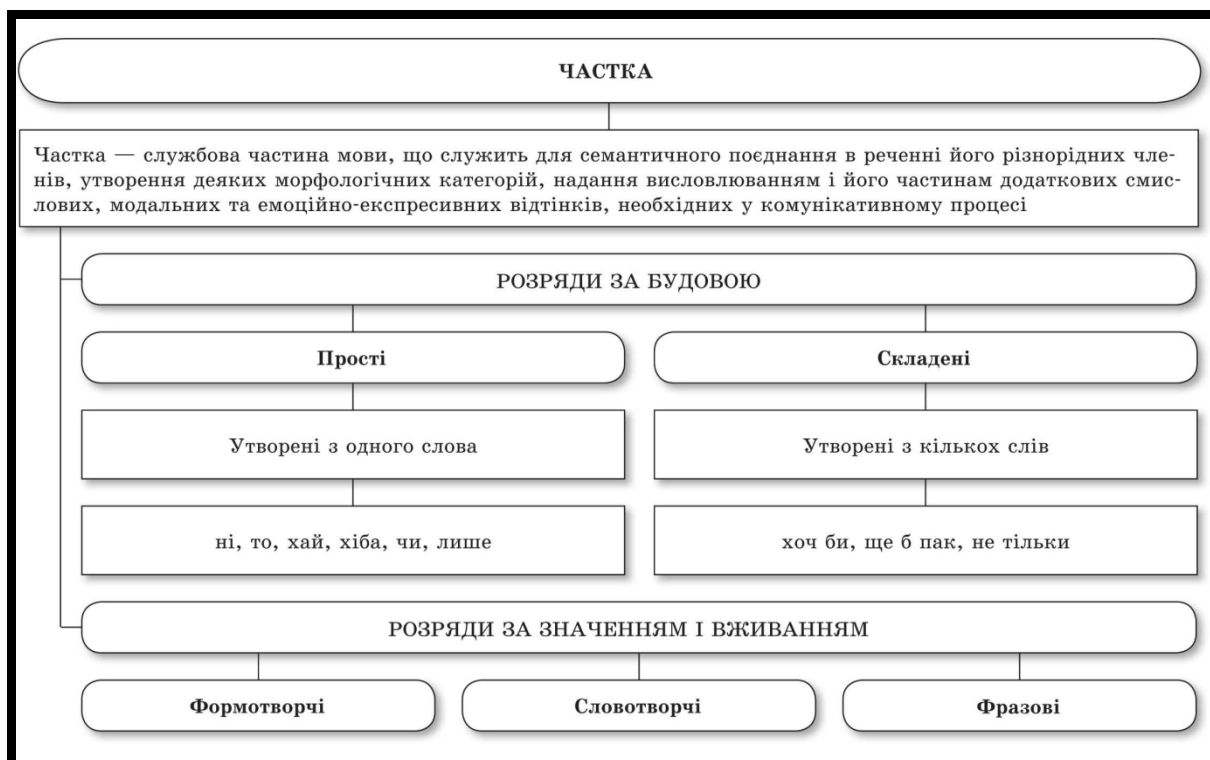 ЧАСТКА
Частка — службова частина мови, що служить для семантичного поєднання в реченні його різнорідних чле-
нів, утворення деяких морфологічних категорій, надання висловлюванням і його частинам додаткових смис-
лових, модальних та емоційно-експресивних відтінків, необхідних у комунікативному процесі
РОЗРЯДИ ЗА БУДОВОЮ
Прості
Складені
Утворені з одного слова
Утворені з кількох слів
ні, то, хай, хіба, чи, лише
хоч би, ще б пак, не тільки
РОЗРЯДИ ЗА ЗНАЧЕННЯМ І ВЖИВАННЯМ
Формотворчі
Словотворчі
Фразові